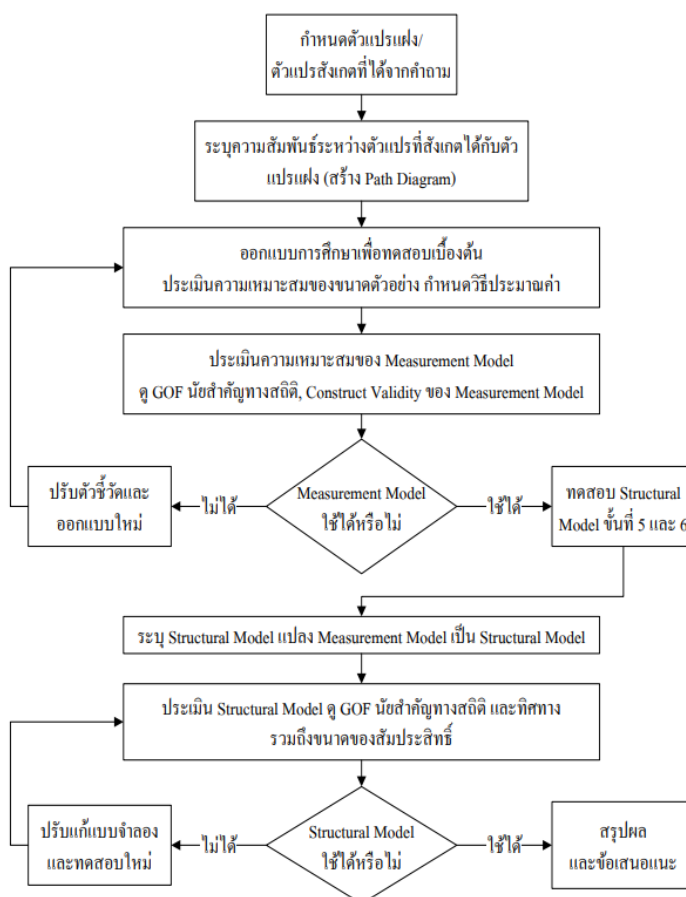 กำหนดตัวแปรแฝง/
ตัวแปรสังเกตที่ได้จากคำถาม
ระบุความสัมพันธ์ระหว่างตัวแปรที่สังเกตได้กับตัว
แปรแฝง (สร้าง Path Diagram)
ออกแบบการศึกษาเพื่อทดสอบเบื้องต้น
ประเมินความเหมาะสมของขนาดตัวอย่าง กำหนดวิธีประมาณค่า
ประเมินความเหมาะสมของ Measurement Model
ดู GOF นัยสำคัญทางสถิติ, Construct Validity ของ Measurement Model
ปรับตัวชี้วัดและ
ออกแบบใหม่
ไม่ได้
Measurement Model
ใช้ได้หรือไม่
ใช้ได้
ทดสอบ Structural
Model ขั้นที่ 5 และ 6
ระบุ Structural Model แปลง Measurement Model เป็น Structural Model
ประเมิน Structural Model ดู GOF นัยสำคัญทางสถิติ และทิศทาง
รวมถึงขนาดของสัมประสิทธิ์
ปรับแก้แบบจำลอง
และทดสอบใหม่
ไม่ได้
Structural Model
ใช้ได้หรือไม่
ใช้ได้
สรุปผล
และข้อเสนอแนะ